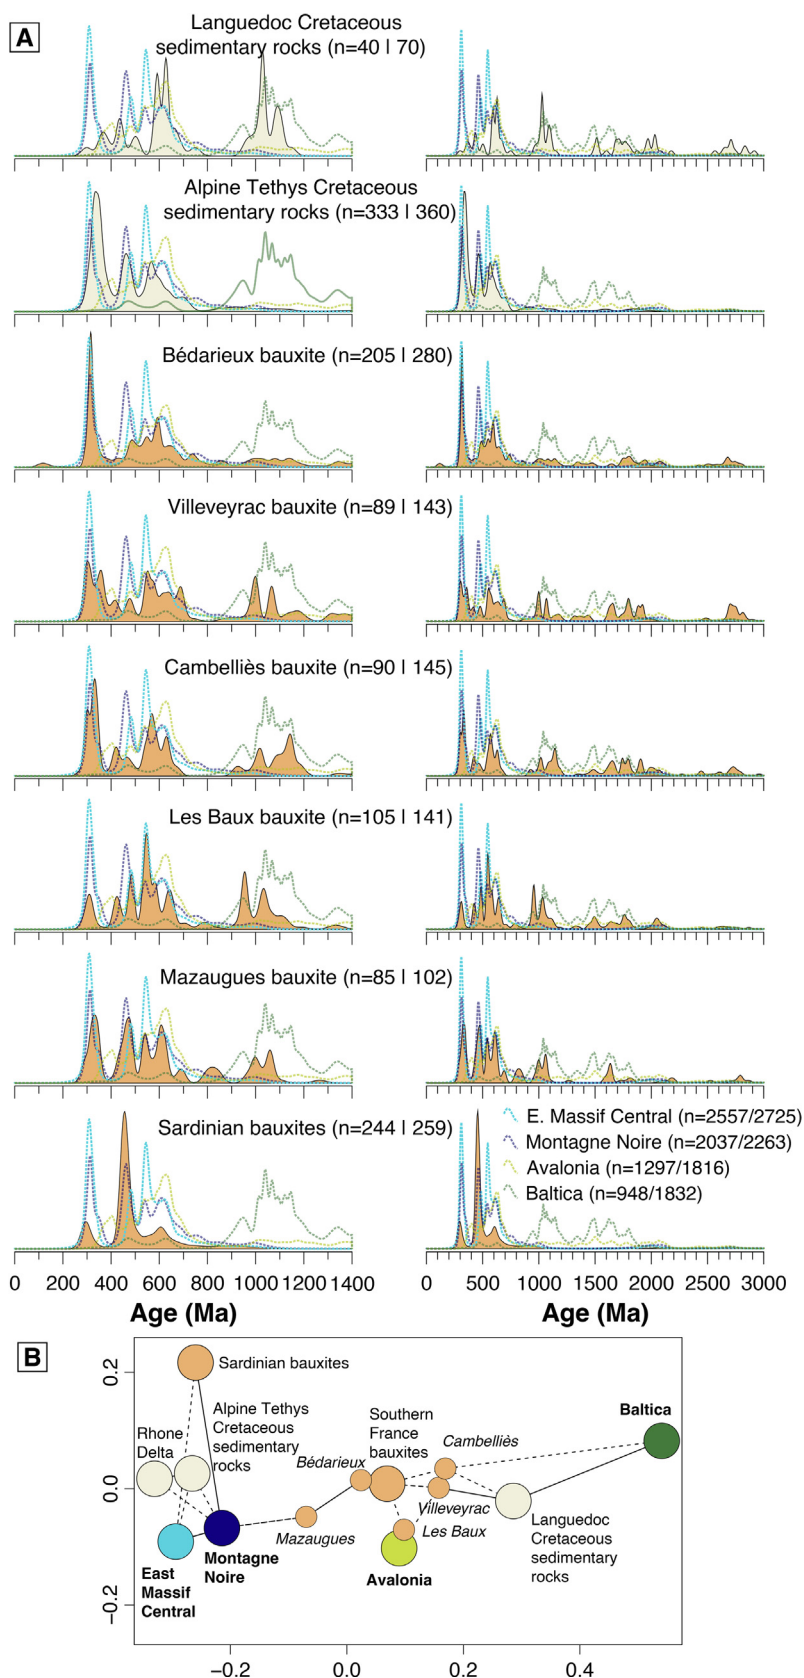 A
Languedoc Cretaceous
sedimentary rocks (n=40 | 70)
Alpine Tethys Cretaceous
sedimentary rocks (n=333 | 360)
Bédarieux bauxite (n=205 | 280)
Villeveyrac bauxite (n=89 | 143)
Cambelliès bauxite (n=90 | 145)
Les Baux bauxite (n=105 | 141)
Mazaugues bauxite (n=85 | 102)
Sardinian bauxites (n=244 | 259)
E. Massif Central (n=2557/2725)
Montagne Noire (n=2037/2263)
Avalonia (n=1297/1816)
Baltica (n=948/1832)
0 200 400 600 800 1000 1200 1400
0 500 1000 1500 2000 2500 3000
Age (Ma)
Age (Ma)
B
0.2
0.0
−0.2
Sardinian bauxites
Rhone
Delta
Alpine Tethys
Cretaceous
sedimentary
rocks
Bédarieux
Southern
France
bauxites
Cambelliès
Baltica
Villeveyrac
Mazaugues
Les Baux
Languedoc
Cretaceous
sedimentary
rocks
East
Massif
Central
Montagne
Noire
Avalonia
−0.2 0.0 0.2 0.4